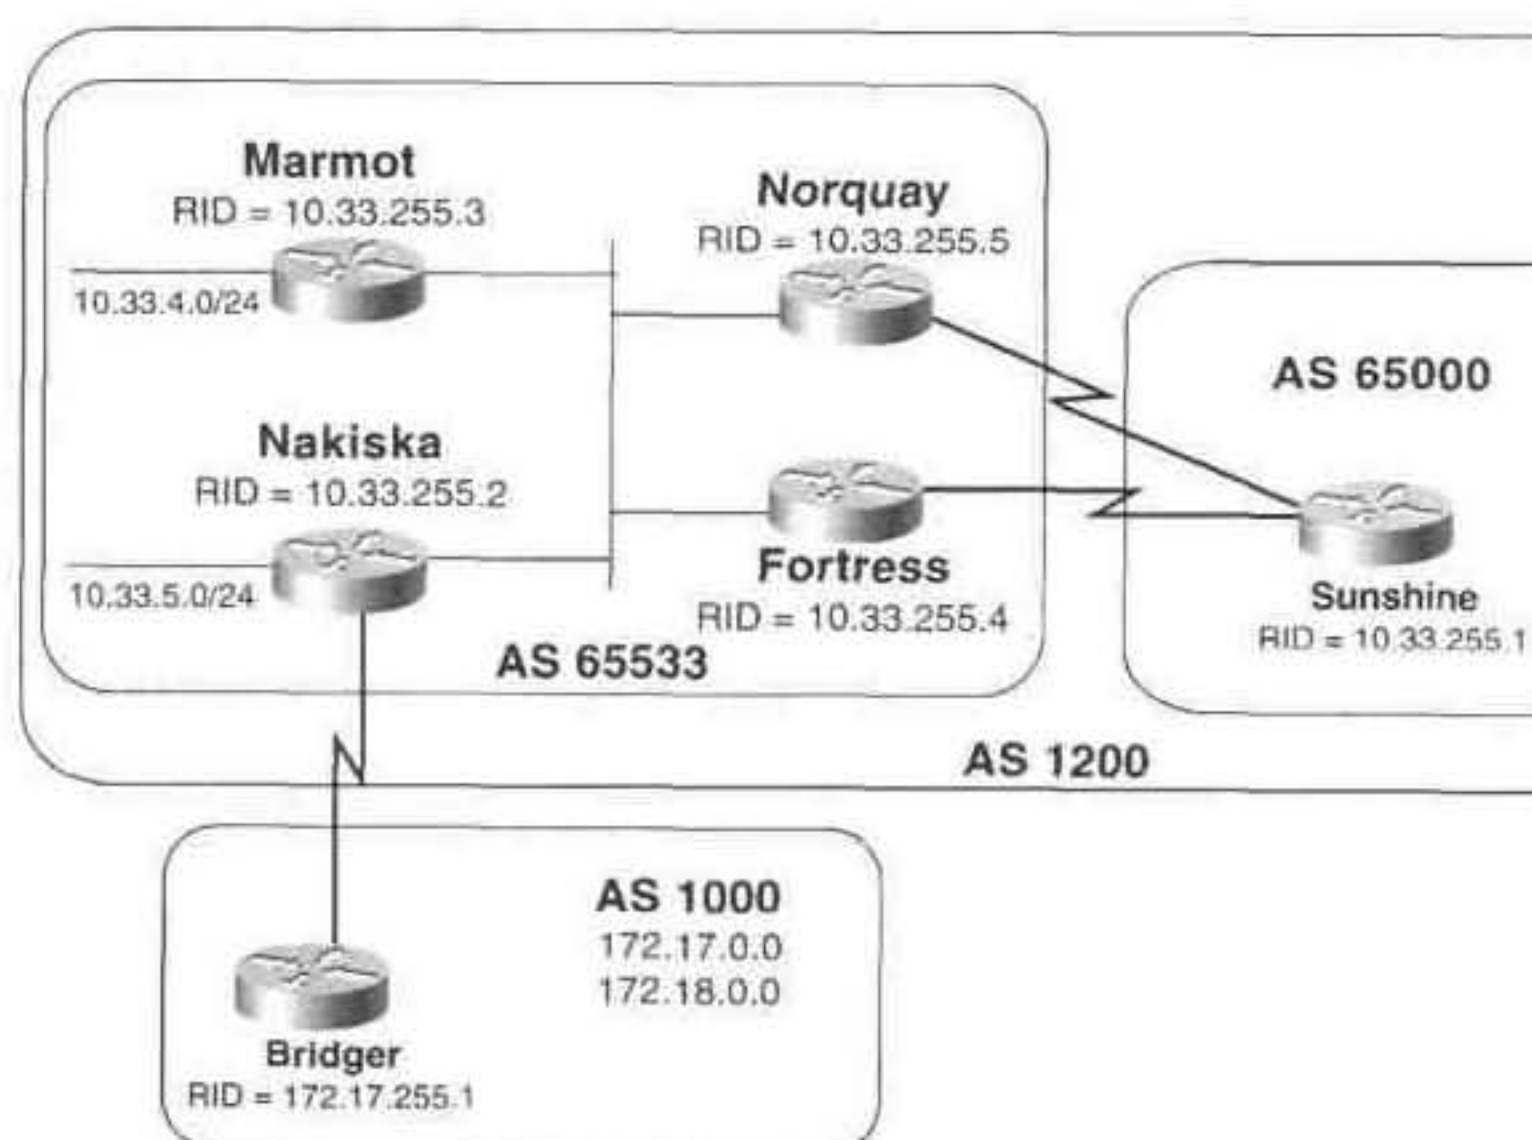 Marmot
RID = 10.33.255.3
10.33.4.0/24
Norquay
RID = 10.33.255.5
AS 65000
Nakiska
RID = 10.33.255.2
10.33.5.0/24
Fortress
RID = 10.33.255.4
Sunshine
RID = 10.33.255.1
AS 65533
AS 1200
AS 1000
172.17.0.0
172.18.0.0
Bridger
RID = 172.17.255.1